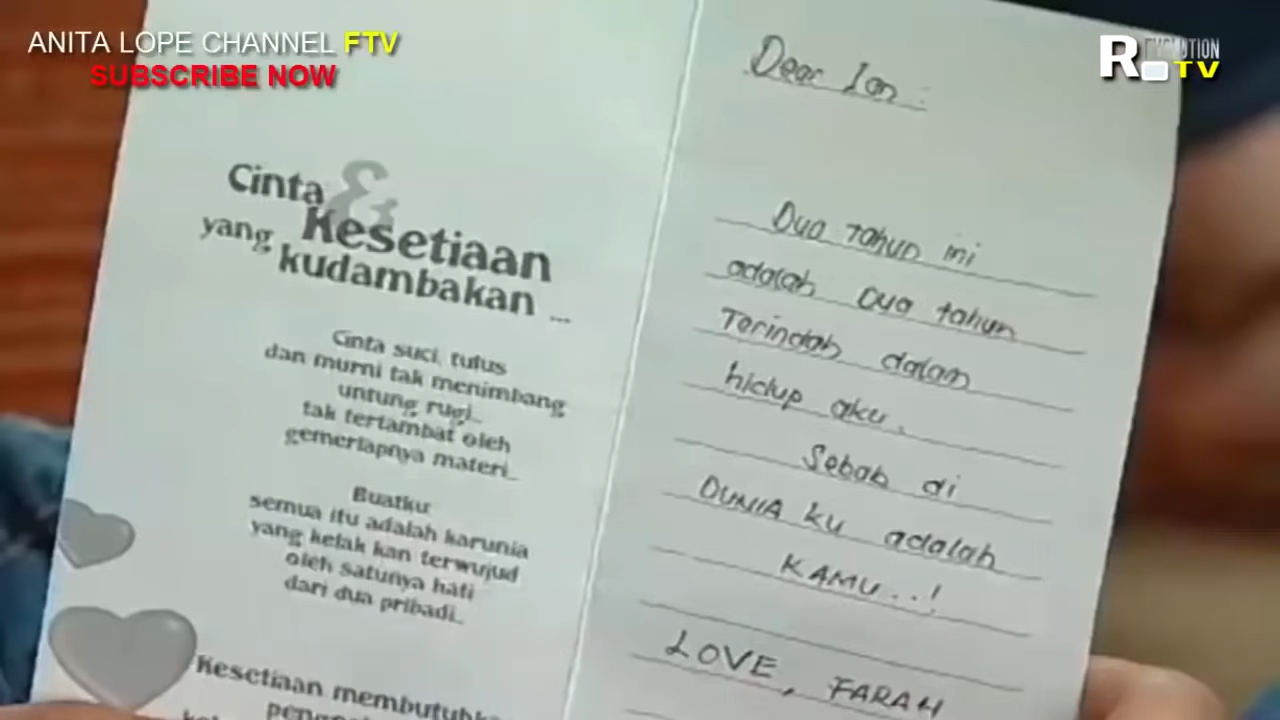 ANITA LOPE CHANNEL FTV
SUBSCRIBE NOW
R.EVOLUTION
TV
Cinta &
yang Kesetiaan
kudambakan ...
Cinta suci, tulus
dan murni tak menimbang
untung rugi..
tak tertambat oleh
gemerlapnya materi..
Buatku
semua itu adalah karunia
yang kelak kan terwujud
oleh satunya hati
dari dua pribadi..
Kesetiaan
Dear Ian :
Dua tahun ini
adalah Dua tahun
Terindah dalam
hidup aku.
Sebab di
DUNIA ku adalah
KAMU..!
LOVE, FARAH